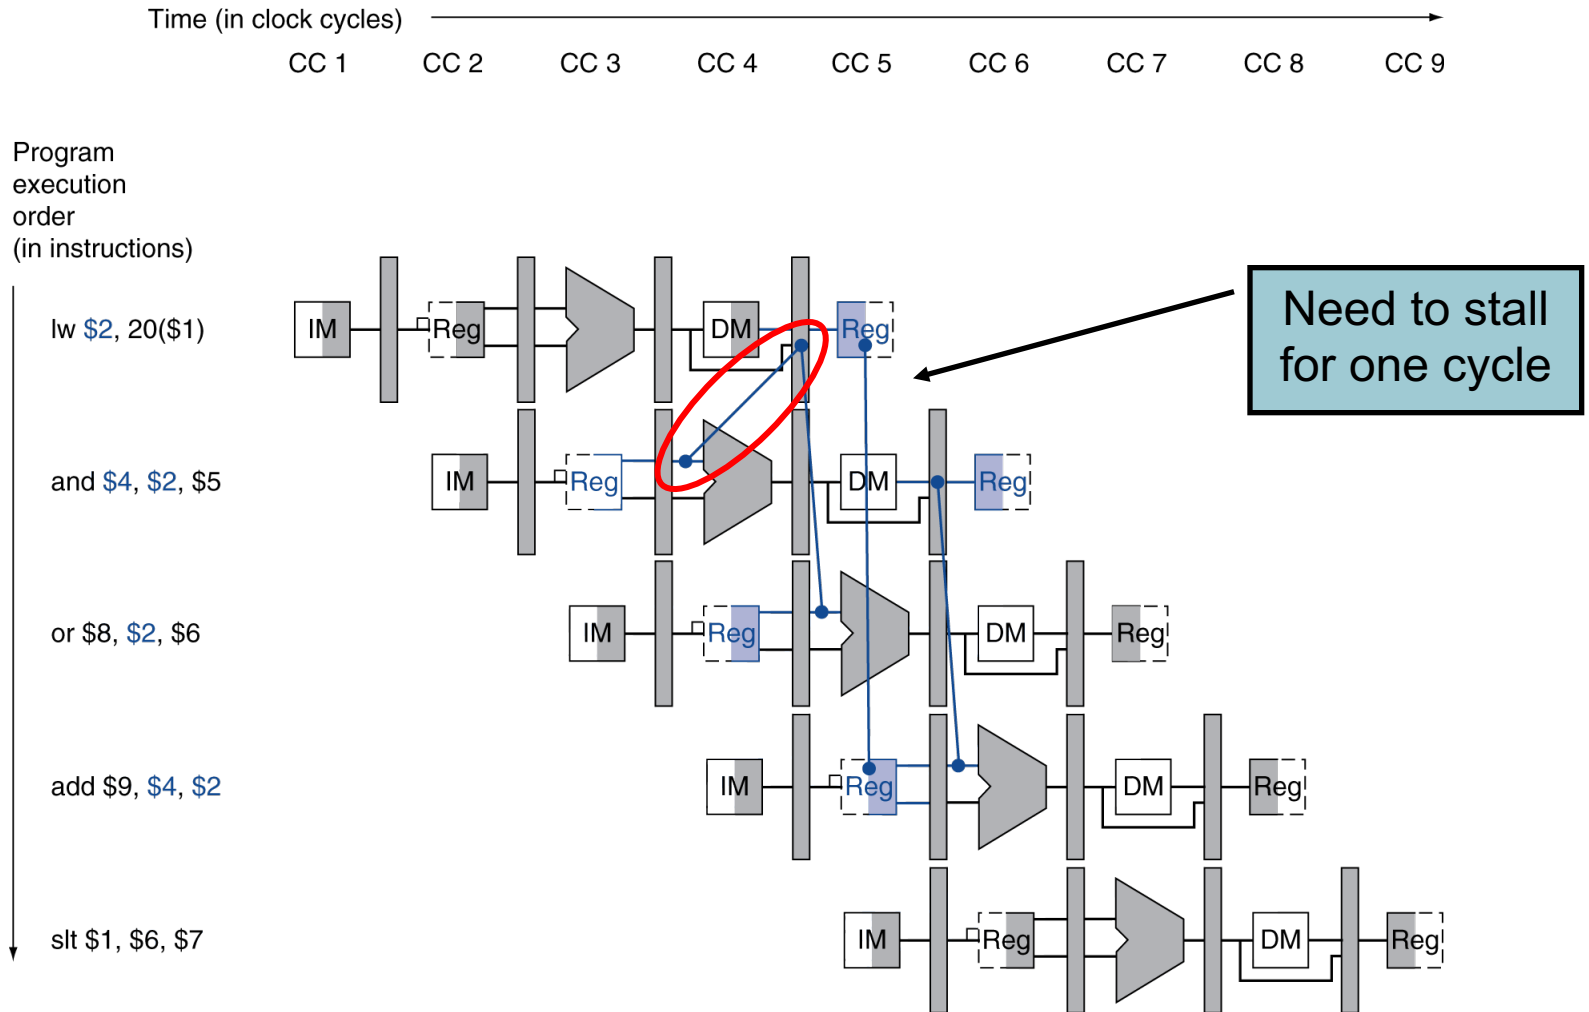 Time (in clock cycles)
CC 1 CC 2 CC 3 CC 4 CC 5 CC 6 CC 7 CC 8 CC 9
Program
execution
order
(in instructions)
Need to stall
for one cycle
lw $2, 20($1) IM Reg DM Reg
and $4, $2, $5 IM Reg DM Reg
or $8, $2, $6 IM Reg DM Reg
add $9, $4, $2 IM Reg DM Reg
slt $1, $6, $7 IM Reg DM Reg